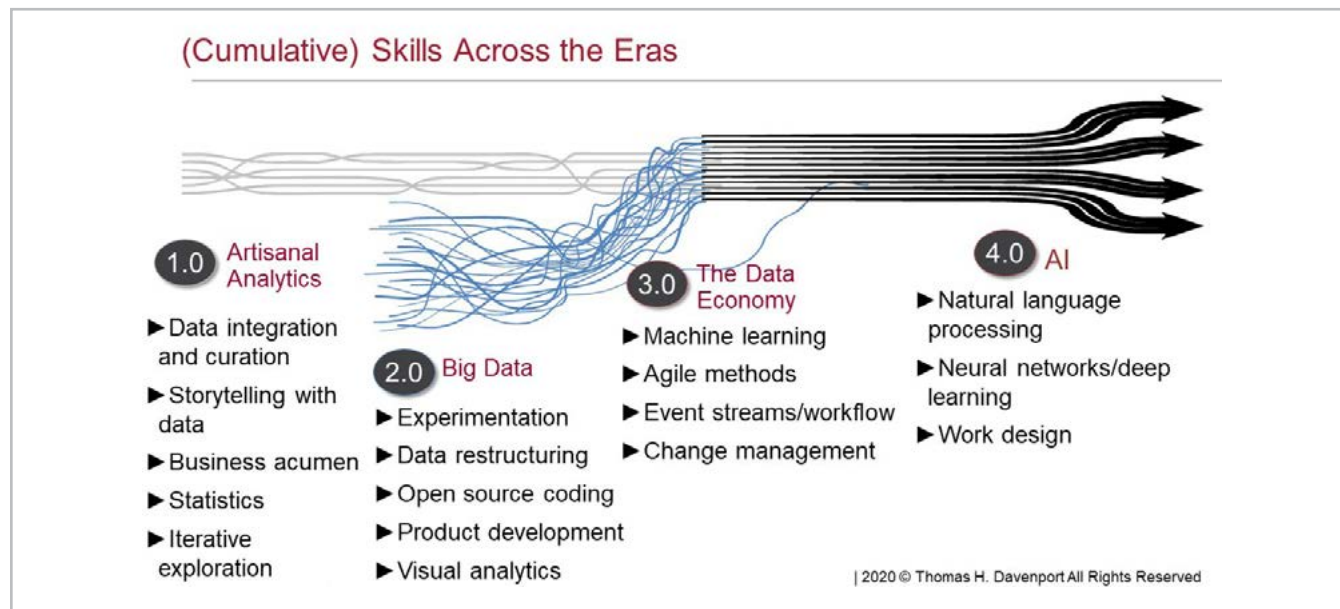 (Cumulative) Skills Across the Eras
1.0 Artisanal
Analytics
►Data integration
and curation
►Storytelling with
data
►Business acumen
►Statistics
►Iterative
exploration
2.0 Big Data
►Experimentation
►Data restructuring
►Open source coding
►Product development
►Visual analytics
3.0 The Data
Economy
►Machine learning
►Agile methods
►Event streams/workflow
►Change management
4.0 AI
►Natural language
processing
►Neural networks/deep
learning
►Work design
| 2020 © Thomas H. Davenport All Rights Reserved